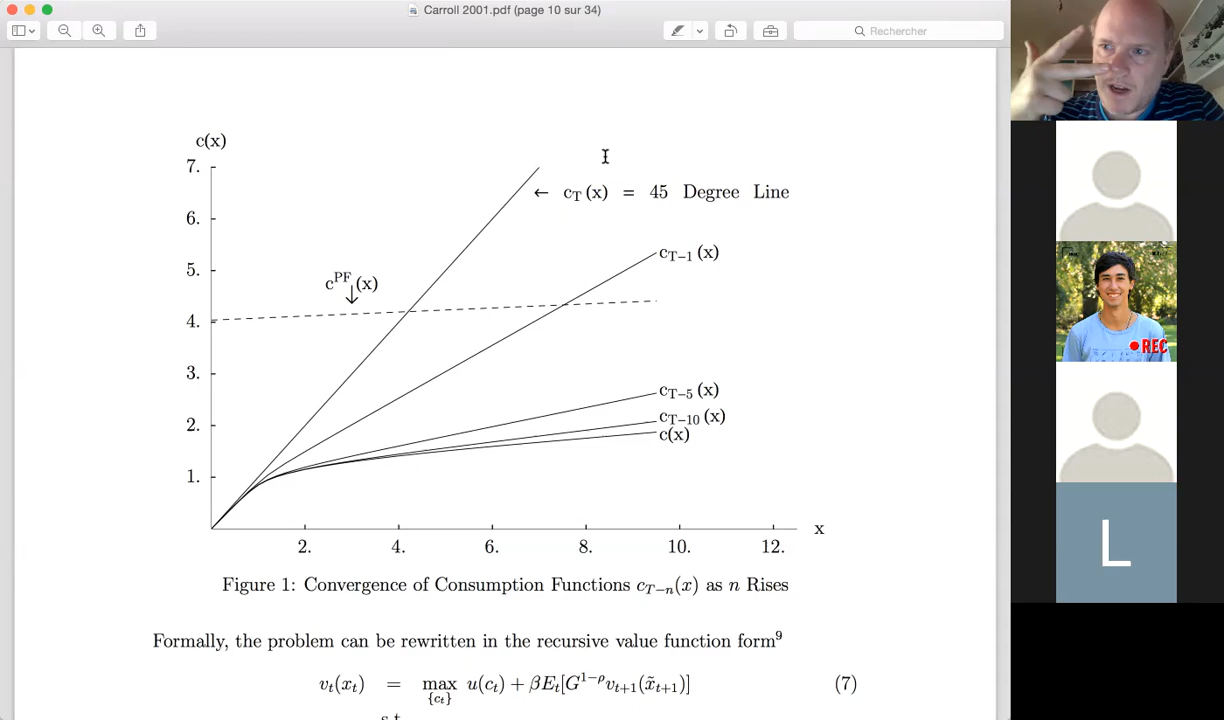 Carroll 2001.pdf (page 10 sur 34)
Rechercher
c(x)
7.
← c_T (x) = 45 Degree Line
6.
c_{T−1} (x)
5.
c^{PF} (x)
↓
4.
3.
c_{T−5} (x)
2.
c_{T−10} (x)
c(x)
1.
x
2. 4. 6. 8. 10. 12.
Figure 1: Convergence of Consumption Functions c_{T−n}(x) as n Rises
Formally, the problem can be rewritten in the recursive value function form⁹
v_t(x_t) = max_{{c_t}} u(c_t) + βE_t[G^{1−ρ}v_{t+1}(x̃_{t+1})] (7)
s.t.
REC
L